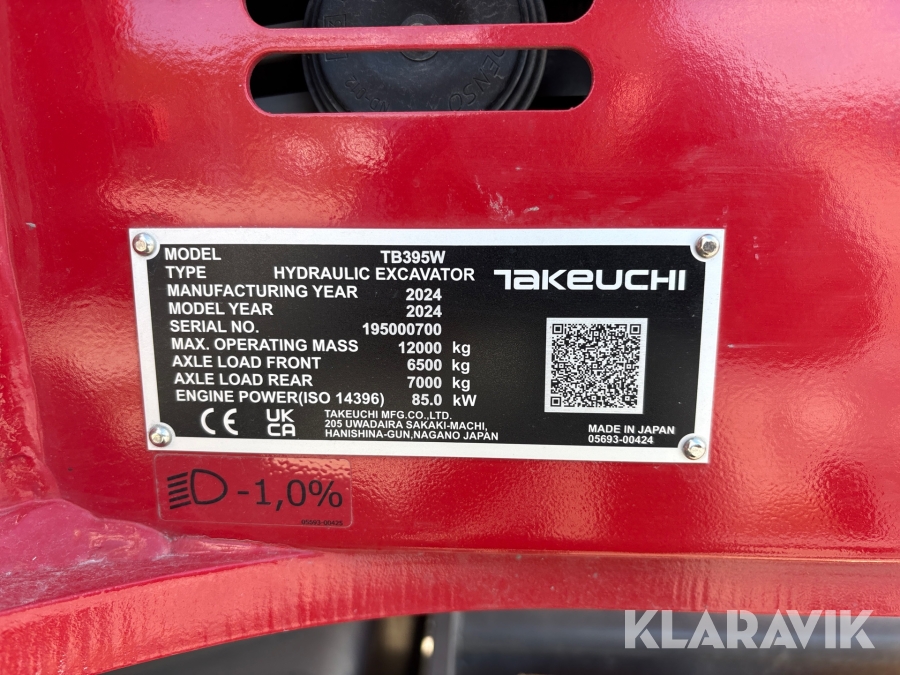 DENSO
MODEL TB395W
TYPE HYDRAULIC EXCAVATOR
MANUFACTURING YEAR 2024
MODEL YEAR 2024
SERIAL NO. 195000700
MAX. OPERATING MASS 12000 kg
AXLE LOAD FRONT 6500 kg
AXLE LOAD REAR 7000 kg
ENGINE POWER(ISO 14396) 85.0 kW
TAKEUCHI
CE UK CA
TAKEUCHI MFG.CO.,LTD.
205 UWADAIRA SAKAKI-MACHI,
HANISHINA-GUN,NAGANO JAPAN
MADE IN JAPAN
05693-00424
-1,0%
05693-00425
KLARAVIK